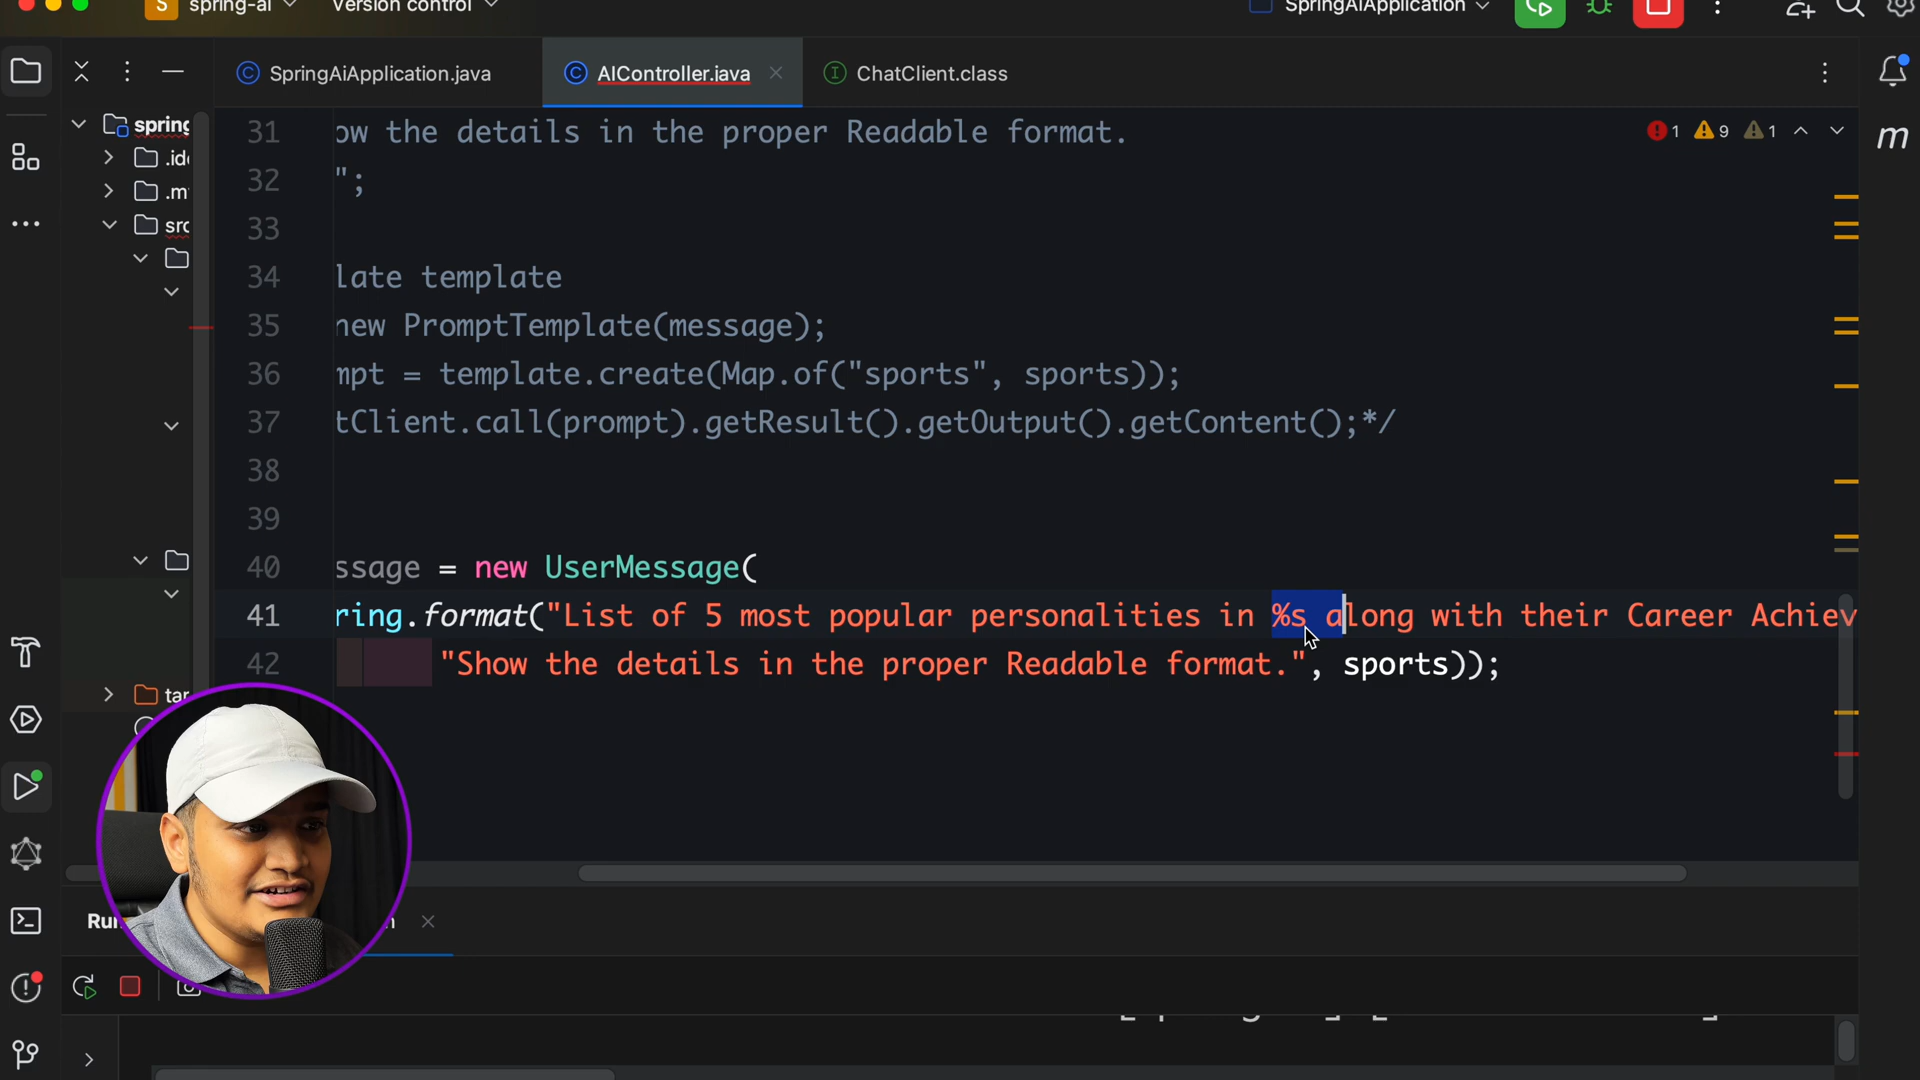 S spring-ai Version control SpringAiApplication
SpringAiApplication.java AIController.java ChatClient.class
spring
.ide
.m
src
tar
1 9 1
m
31 ow the details in the proper Readable format.
32 ";
33
34 late template
35 new PromptTemplate(message);
36 mpt = template.create(Map.of("sports", sports));
37 tClient.call(prompt).getResult().getOutput().getContent();*/
38
39
40 ssage = new UserMessage(
41 ring.format("List of 5 most popular personalities in %s along with their Career Achiev
42 "Show the details in the proper Readable format.", sports));
Run